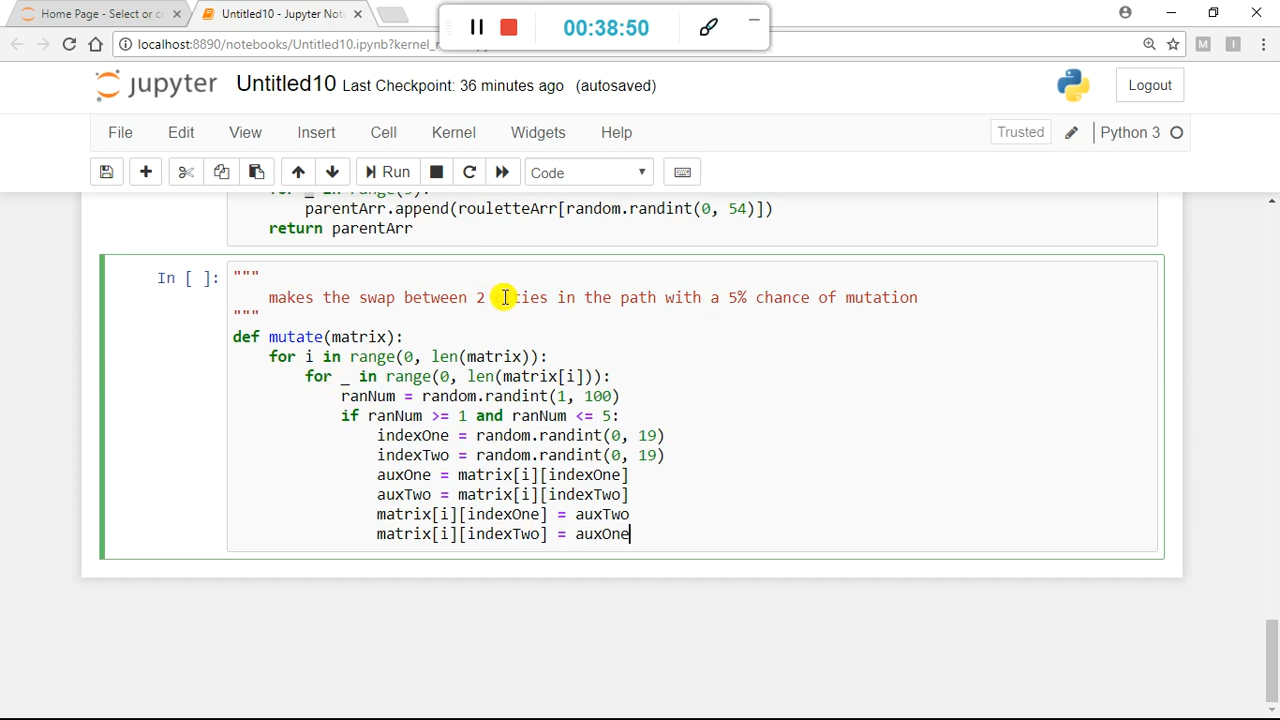 Home Page - Select or c
Untitled10 - Jupyter Not
00:38:50
localhost:8890/notebooks/Untitled10.ipynb?kernel_
jupyter Untitled10 Last Checkpoint: 36 minutes ago (autosaved)
Logout
File Edit View Insert Cell Kernel Widgets Help
Trusted
Python 3
Run
Code
parentArr.append(rouletteArr[random.randint(0, 54)])
return parentArr
In [ ]:
"""
makes the swap between 2 cities in the path with a 5% chance of mutation
"""
def mutate(matrix):
for i in range(0, len(matrix)):
for _ in range(0, len(matrix[i])):
ranNum = random.randint(1, 100)
if ranNum >= 1 and ranNum <= 5:
indexOne = random.randint(0, 19)
indexTwo = random.randint(0, 19)
auxOne = matrix[i][indexOne]
auxTwo = matrix[i][indexTwo]
matrix[i][indexOne] = auxTwo
matrix[i][indexTwo] = auxOne